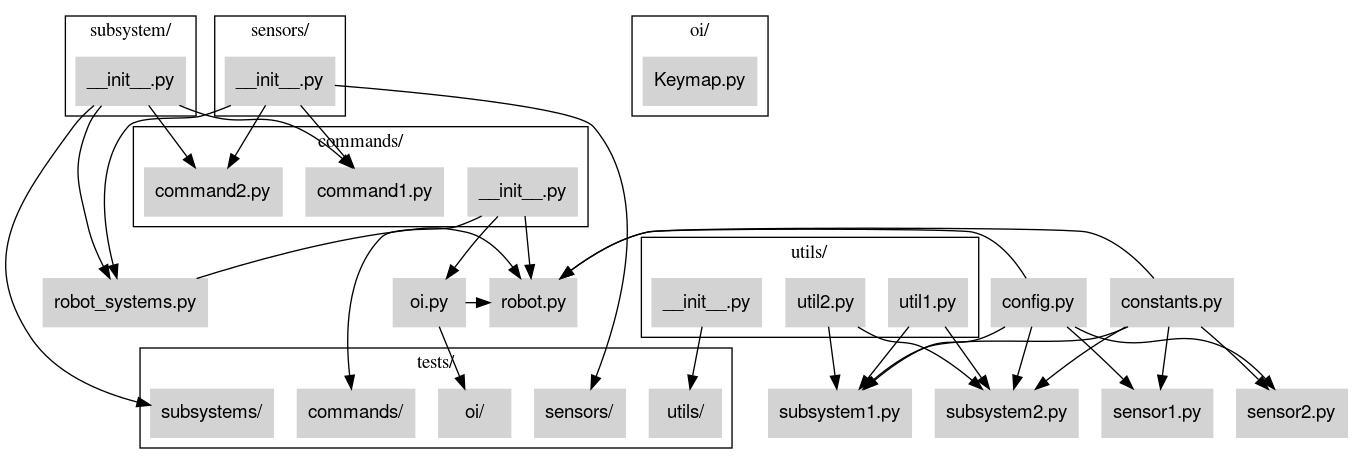 subsystem/
sensors/
oi/
__init__.py
__init__.py
Keymap.py
commands/
command2.py
command1.py
__init__.py
utils/
robot_systems.py
oi.py
robot.py
__init__.py
util2.py
util1.py
config.py
constants.py
tests/
subsystems/
commands/
oi/
sensors/
utils/
subsystem1.py
subsystem2.py
sensor1.py
sensor2.py